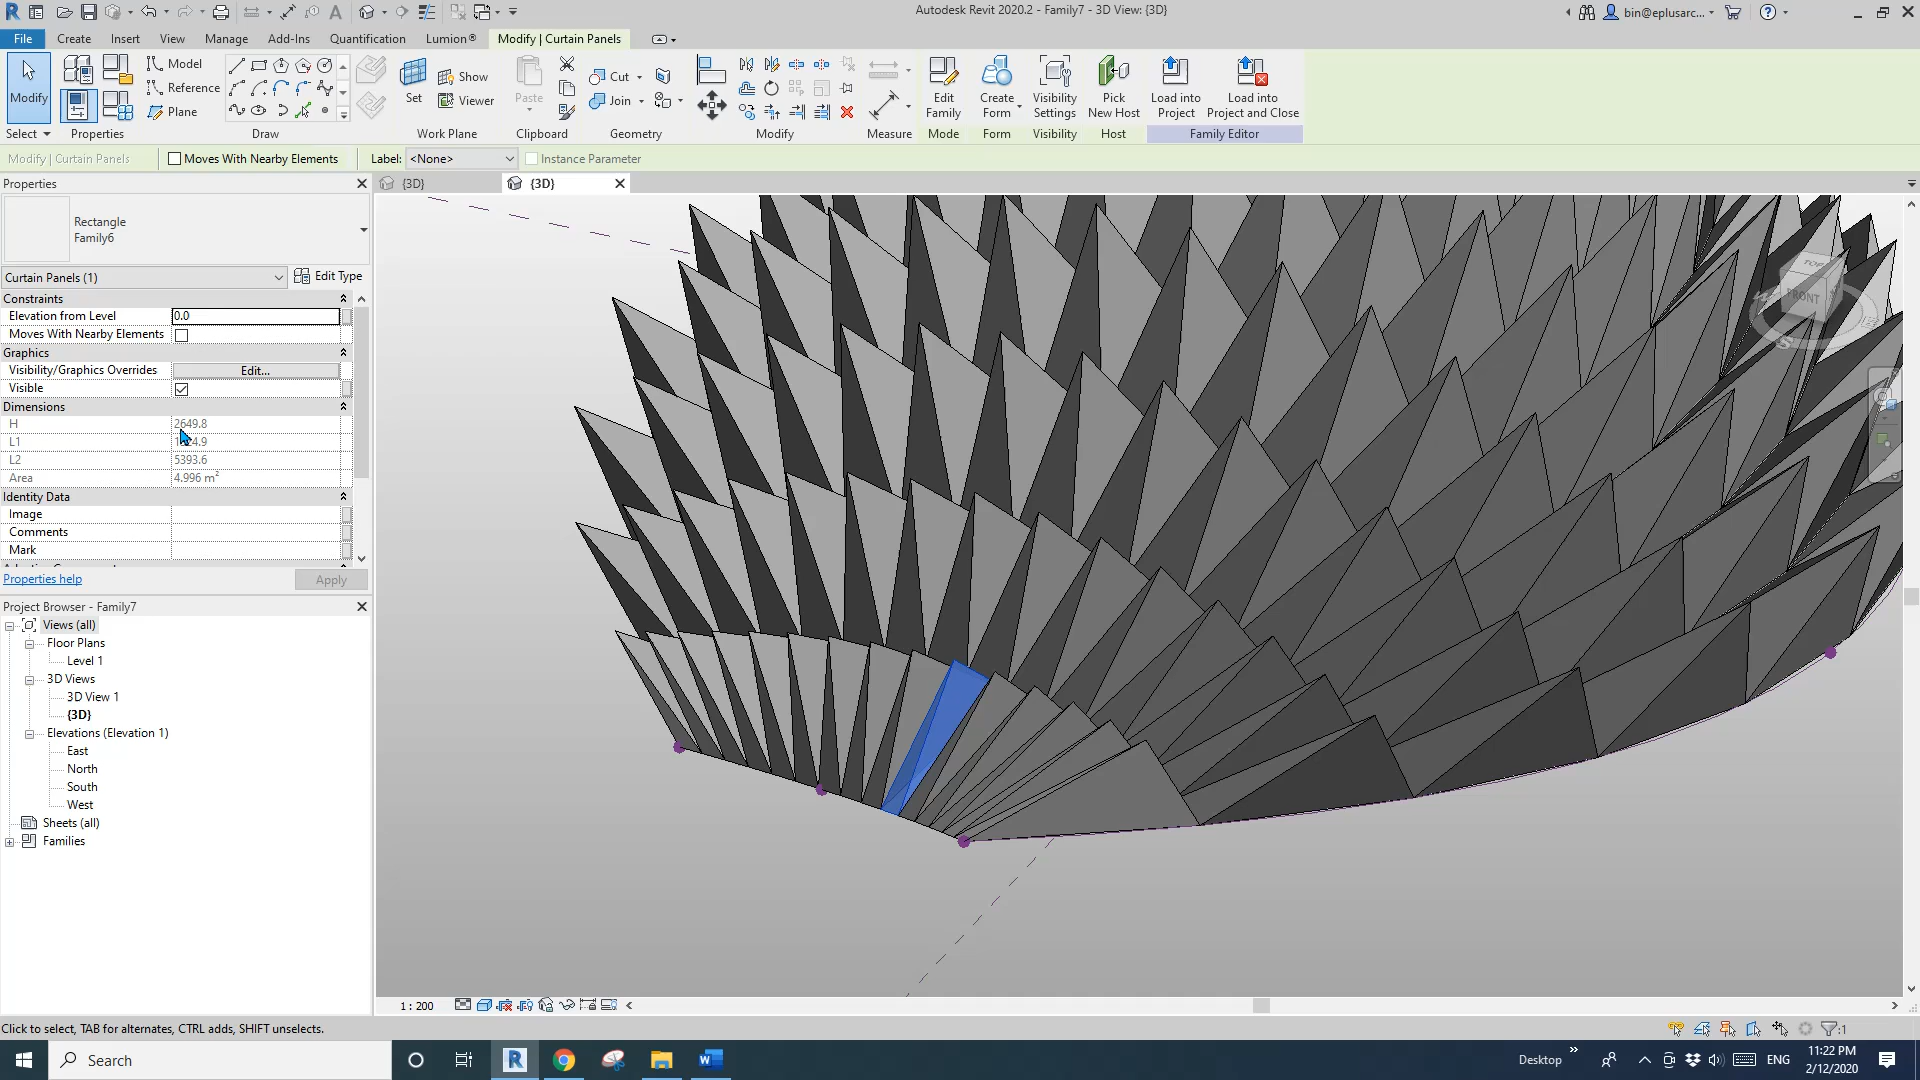 Autodesk Revit 2020.2 - Family7 - 3D View: {3D}
bin@eplusarc...
File Create Insert View Manage Add-Ins Quantification Lumion® Modify | Curtain Panels
Modify
Model
Reference
Plane
Set
Show
Viewer
Paste
Cut
Join
Edit Family
Create Form
Visibility Settings
Pick New Host
Load into Project
Load into Project and Close
Select Properties Draw Work Plane Clipboard Geometry Modify Measure Mode Form Visibility Host Family Editor
Modify | Curtain Panels Moves With Nearby Elements Label: <None> Instance Parameter
Properties
{3D} {3D}
Rectangle
Family6
Curtain Panels (1) Edit Type
Constraints
Elevation from Level 0.0
Moves With Nearby Elements
Graphics
Visibility/Graphics Overrides Edit...
Visible
Dimensions
H 2649.8
L1
L2 5393.6
Area 4.996 m²
Identity Data
Image
Comments
Mark
Properties help Apply
Project Browser - Family7
Views (all)
Floor Plans
Level 1
3D Views
3D View 1
{3D}
Elevations (Elevation 1)
East
North
South
West
Sheets (all)
Families
TOP
FRONT
S
1 : 200
Click to select, TAB for alternates, CTRL adds, SHIFT unselects.
:1
Search
Desktop
ENG
11:22 PM
2/12/2020